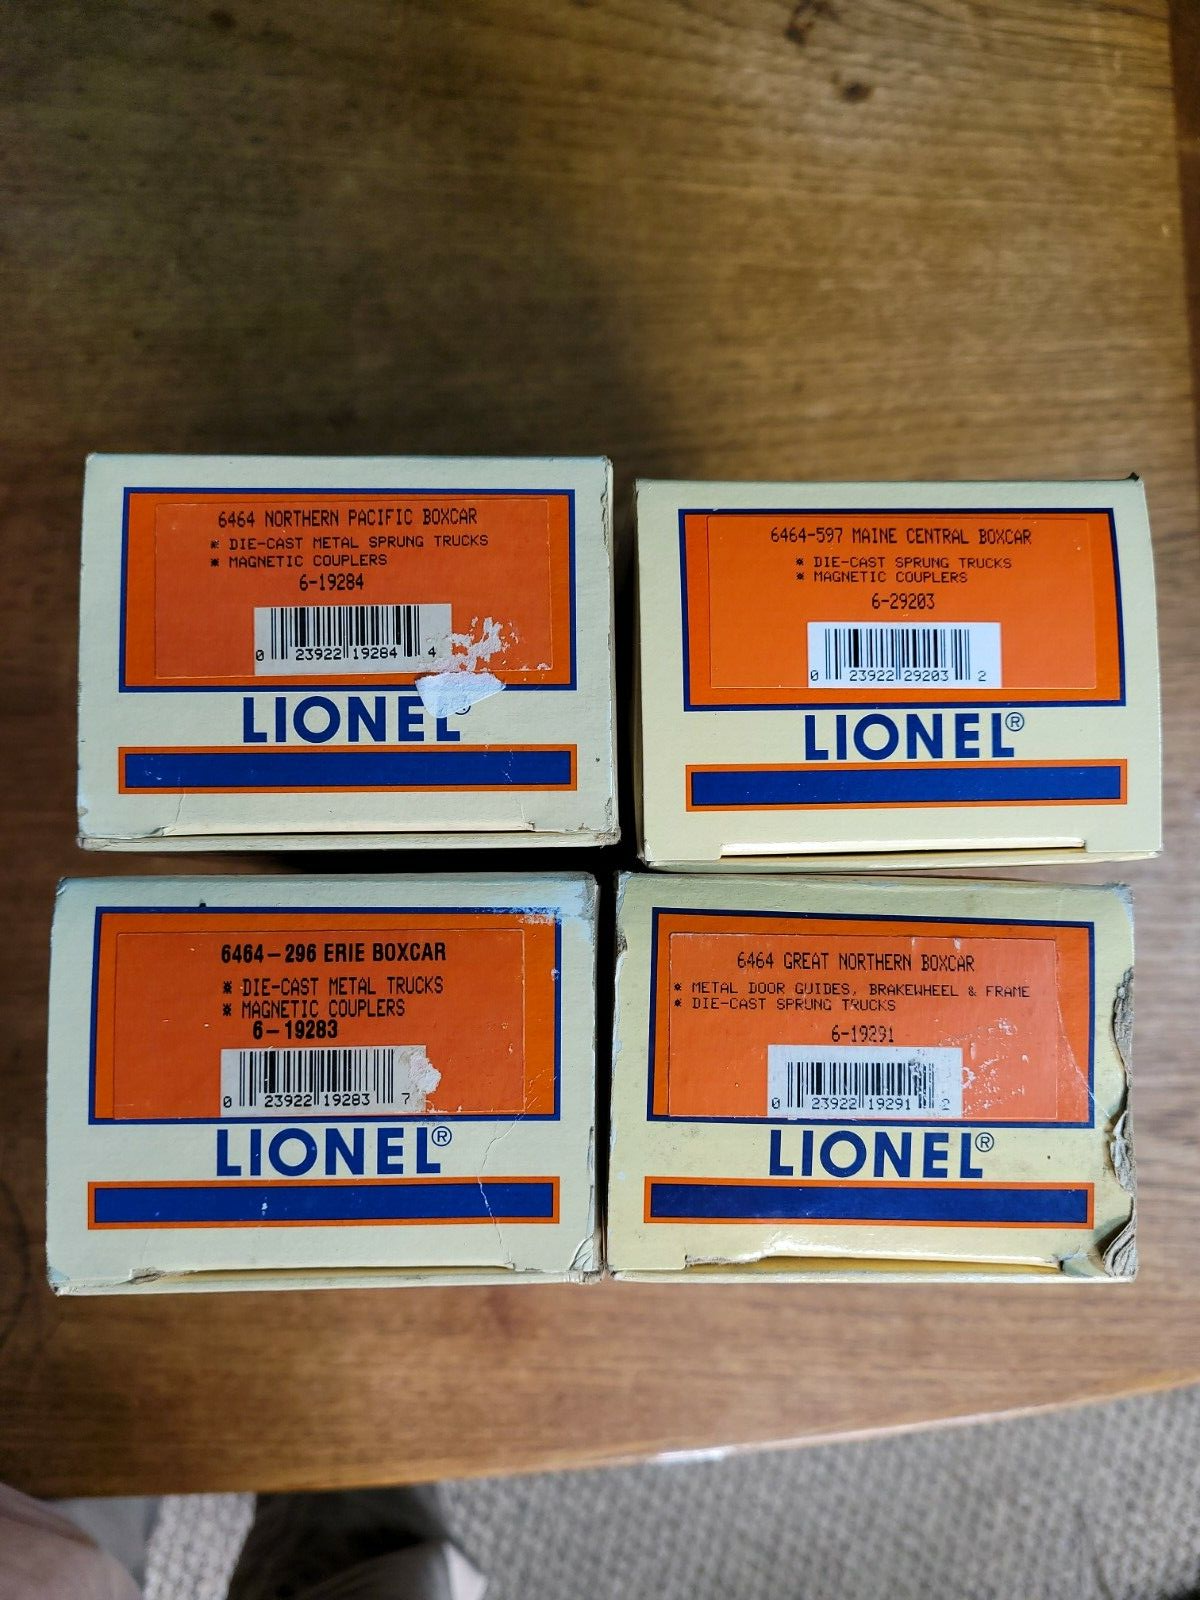 6464 NORTHERN PACIFIC BOXCAR
* DIE-CAST METAL SPRUNG TRUCKS
* MAGNETIC COUPLERS
6-19284
0 23922 19284 4
LIONEL®
6464-597 MAINE CENTRAL BOXCAR
* DIE-CAST SPRUNG TRUCKS
* MAGNETIC COUPLERS
6-29203
0 23922 29203 2
LIONEL®
6464-296 ERIE BOXCAR
* DIE-CAST METAL TRUCKS
* MAGNETIC COUPLERS
6-19283
0 23922 19283 7
LIONEL®
6464 GREAT NORTHERN BOXCAR
* METAL DOOR GUIDES, BRAKEWHEEL & FRAME
* DIE-CAST SPRUNG TRUCKS
6-19291
0 23922 19291 2
LIONEL®